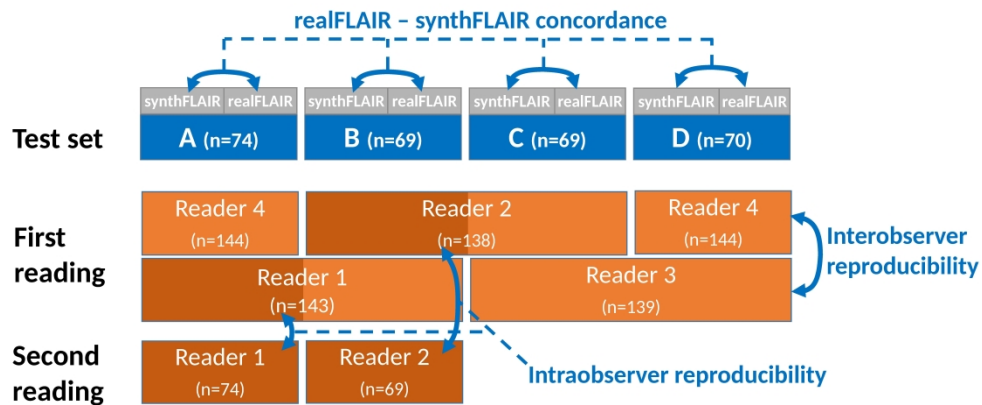 realFLAIR – synthFLAIR concordance
synthFLAIR realFLAIR synthFLAIR realFLAIR synthFLAIR realFLAIR synthFLAIR realFLAIR
Test set
A (n=74) B (n=69) C (n=69) D (n=70)
First
reading
Reader 4
(n=144)
Reader 2
(n=138)
Reader 4
(n=144)
Reader 1
(n=143)
Reader 3
(n=139)
Interobserver
reproducibility
Second
reading
Reader 1
(n=74)
Reader 2
(n=69)
Intraobserver reproducibility